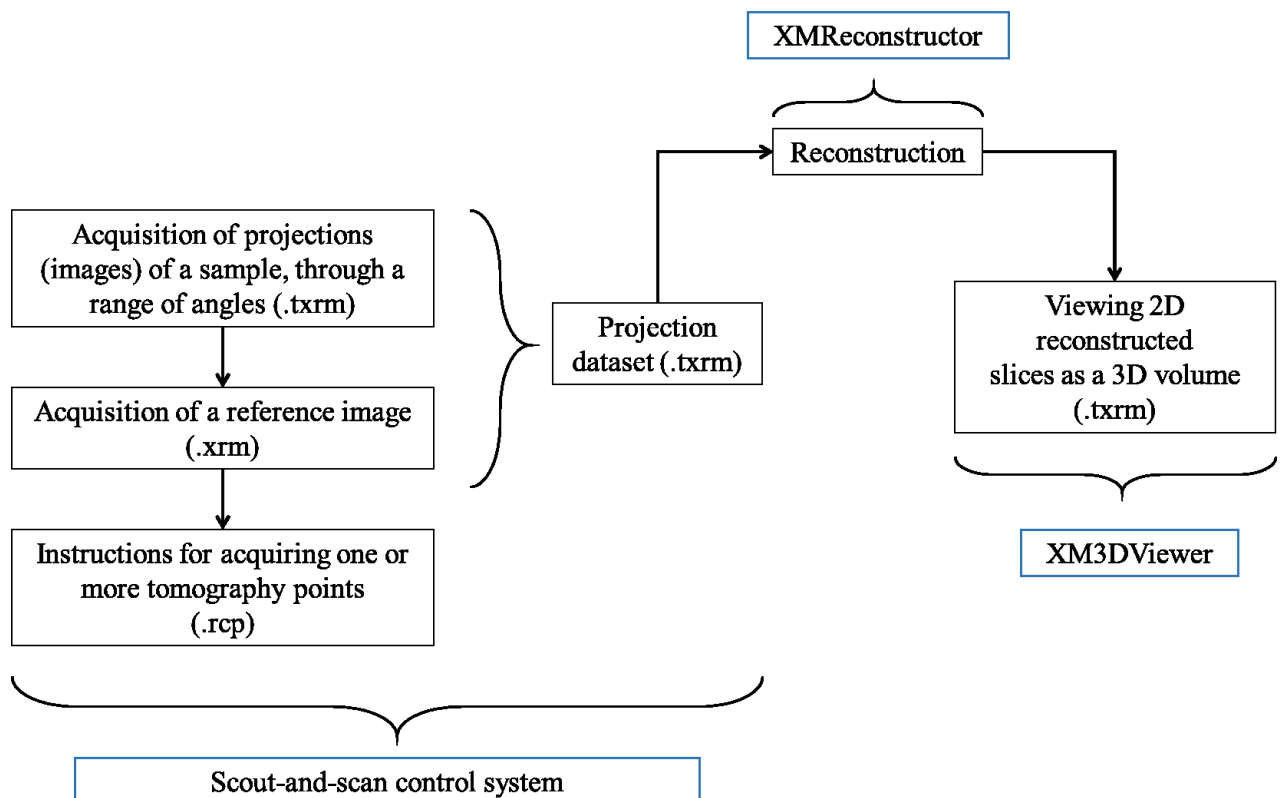 XMReconstructor
Reconstruction
Acquisition of projections
(images) of a sample, through a
range of angles (.txrm)
Acquisition of a reference image
(.xrm)
Instructions for acquiring one or
more tomography points
(.rcp)
Projection
dataset (.txrm)
Viewing 2D
reconstructed
slices as a 3D volume
(.txrm)
XM3DViewer
Scout-and-scan control system